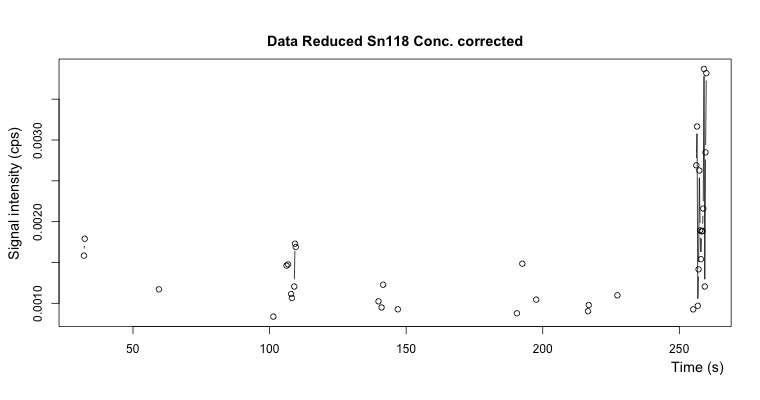 Data Reduced Sn118 Conc. corrected
Signal intensity (cps)
0.0030
0.0020
0.0010
50 100 150 200 250
Time (s)